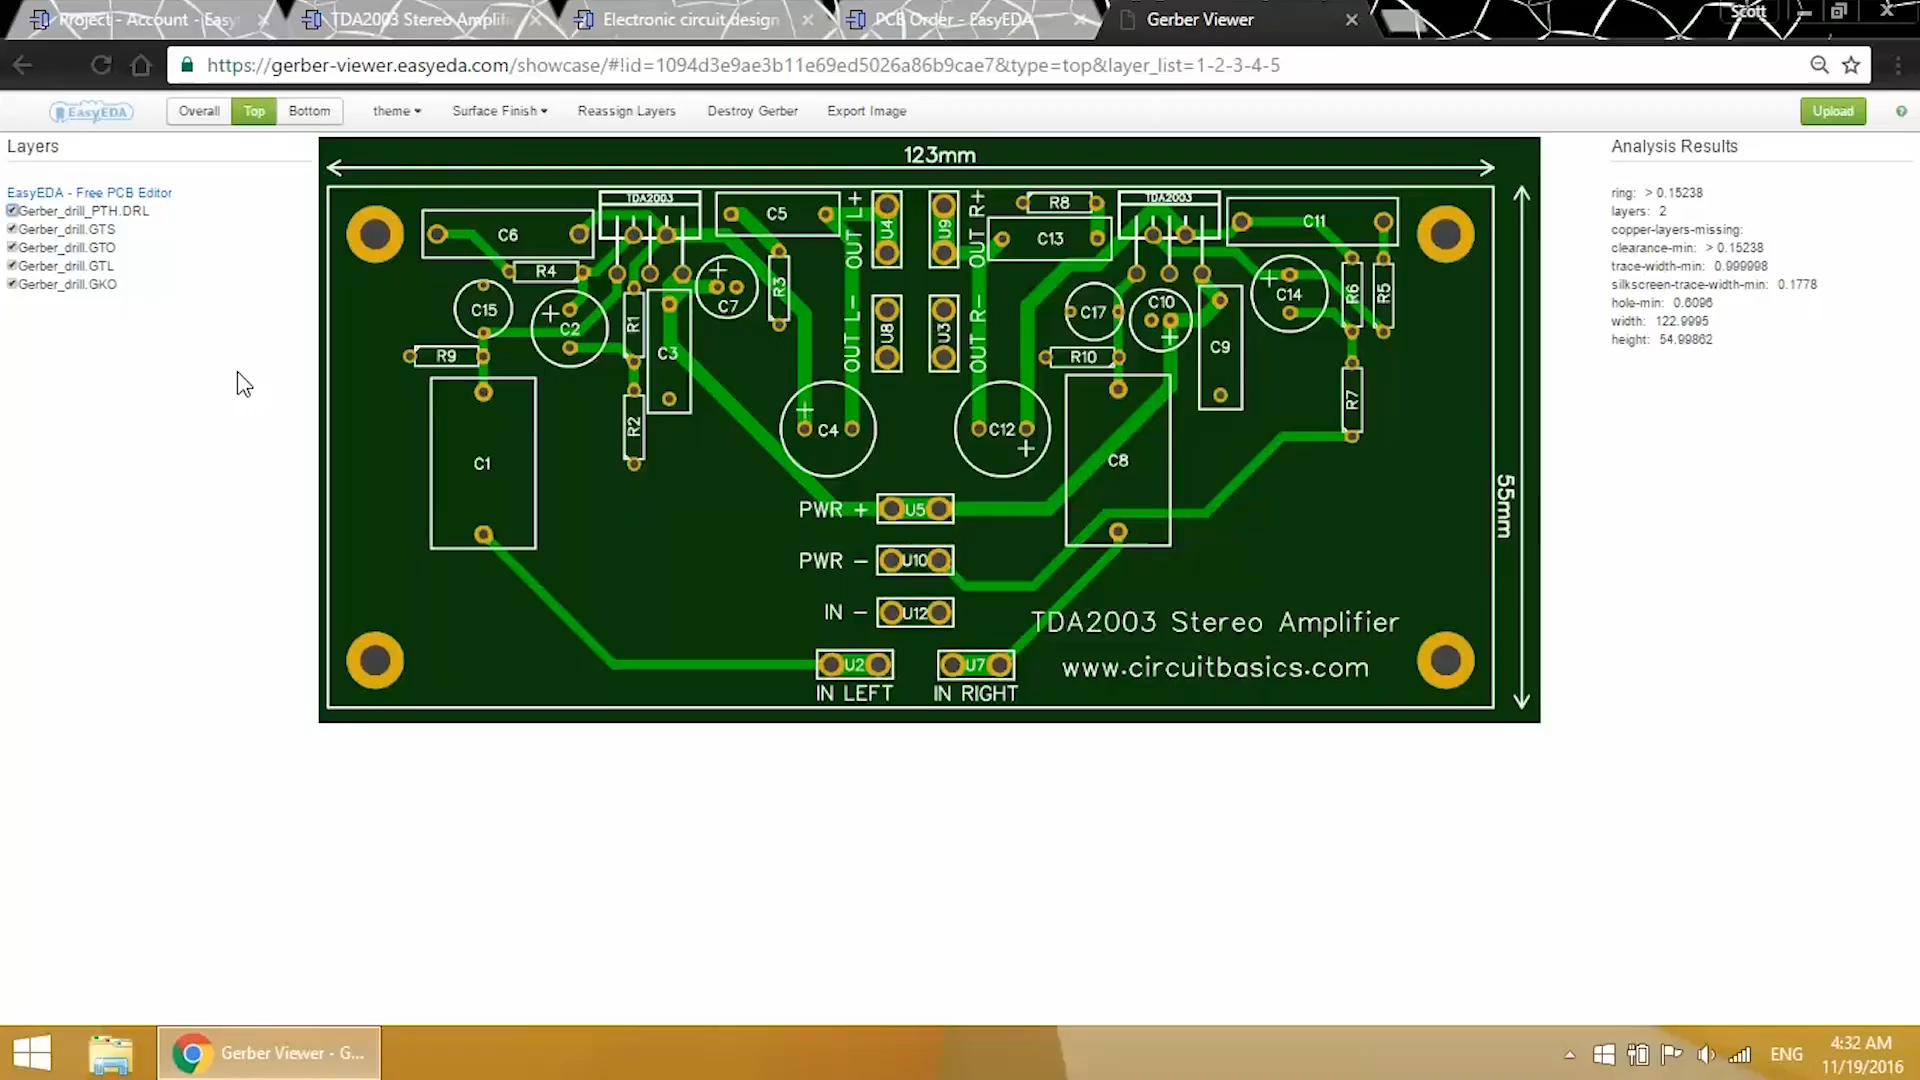 Project - Account - Easy
TDA2003 Stereo Amplifi
Electronic circuit design
PCB Order - EasyEDA
Gerber Viewer
Scott
https://gerber-viewer.easyeda.com/showcase/#!id=1094d3e9ae3b11e69ed5026a86b9cae7&type=top&layer_list=1-2-3-4-5
EasyEDA
Overall
Top
Bottom
theme
Surface Finish
Reassign Layers
Destroy Gerber
Export Image
Upload
?
Layers
EasyEDA - Free PCB Editor
Gerber_drill_PTH.DRL
Gerber_drill.GTS
Gerber_drill.GTO
Gerber_drill.GTL
Gerber_drill.GKO
123mm
C6
TDA2003
C5
OUT L+
U4
U9
OUT R+
R8
C13
TDA2003
C11
R4
C15
+
C2
R1
C3
+
C7
R3
OUT L-
U8
U3
OUT R-
C17
C10
+
C9
+
C14
R6
R5
R9
R10
C1
R2
+
C4
C12
+
C8
R7
55mm
PWR +
U5
PWR -
U10
IN -
U12
TDA2003 Stereo Amplifier
U2
U7
www.circuitbasics.com
IN LEFT
IN RIGHT
Analysis Results
ring: > 0.15238
layers: 2
copper-layers-missing:
clearance-min: > 0.15238
trace-width-min: 0.999998
silkscreen-trace-width-min: 0.1778
hole-min: 0.6096
width: 122.9995
height: 54.99862
Gerber Viewer - G...
ENG
4:32 AM
11/19/2016